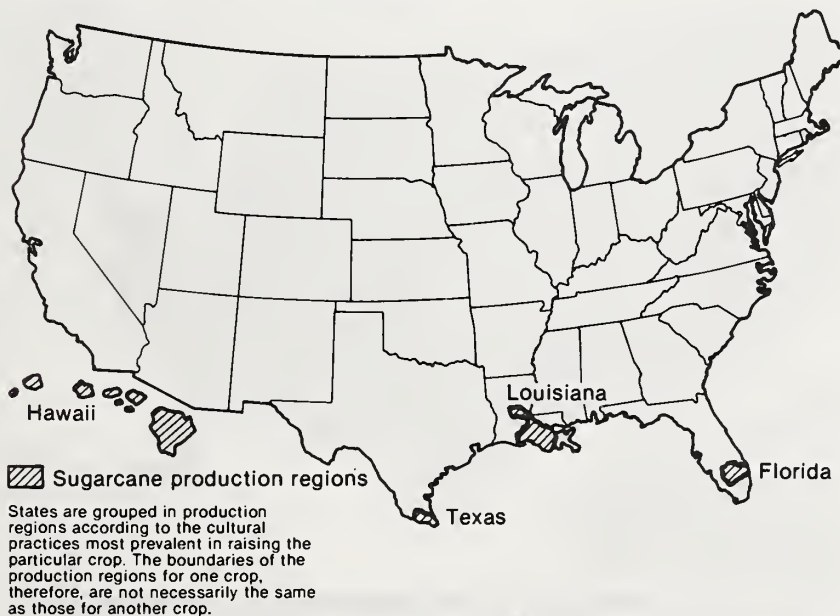 Louisiana
Hawaii
Sugarcane production regions
Florida
Texas
States are grouped in production
regions according to the cultural
practices most prevalent in raising the
particular crop. The boundaries of the
production regions for one crop,
therefore, are not necessarily the same
as those for another crop.